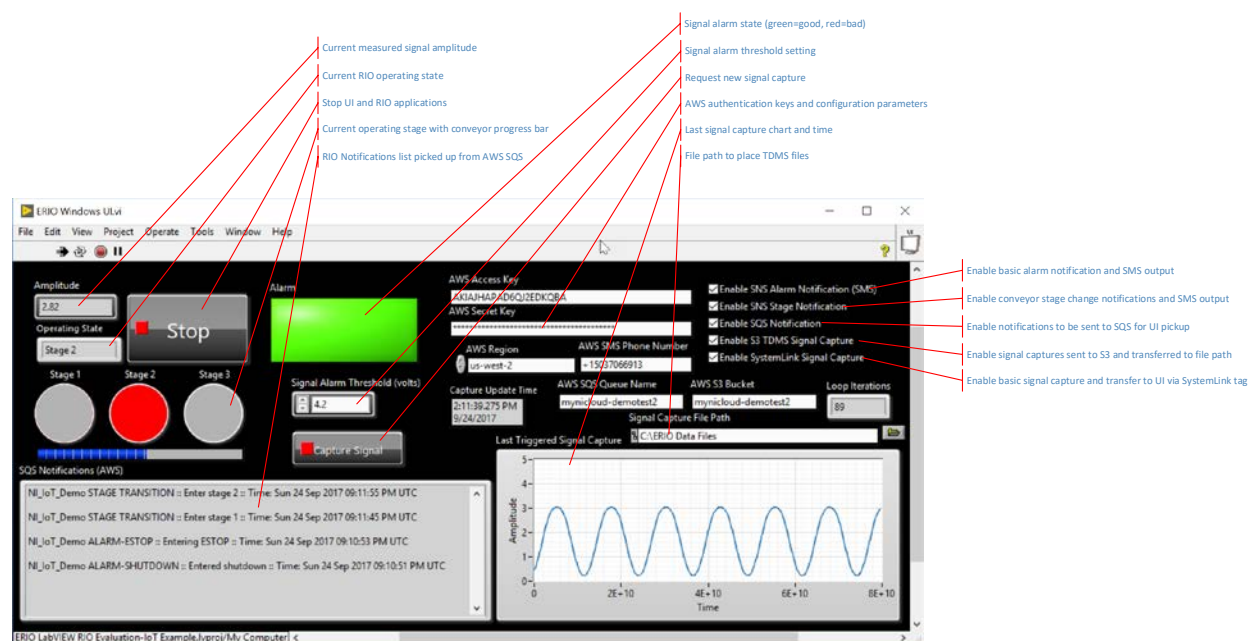 Signal alarm state (green=good, red=bad)
Current measured signal amplitude
Signal alarm threshold setting
Current RIO operating state
Request new signal capture
Stop UI and RIO applications
AWS authentication keys and configuration parameters
Current operating stage with conveyor progress bar
Last signal capture chart and time
RIO Notifications list picked up from AWS SQS
File path to place TDMS files
ERIO Windows UI.vi
File Edit View Project Operate Tools Window Help
Amplitude
2.82
Operating State
Stage 2
Stop
Alarm
AWS Access Key
AKIAJHAPAD6QJ2EDKQBA
AWS Secret Key
****************************************
AWS Region
us-west-2
AWS SMS Phone Number
+15037066913
Enable SNS Alarm Notification (SMS)
Enable SNS Stage Notification
Enable SQS Notification
Enable S3 TDMS Signal Capture
Enable SystemLink Signal Capture
Enable basic alarm notification and SMS output
Enable conveyor stage change notifications and SMS output
Enable notifications to be sent to SQS for UI pickup
Enable signal captures sent to S3 and transferred to file path
Enable basic signal capture and transfer to UI via SystemLink tag
Stage 1 Stage 2 Stage 3
Signal Alarm Threshold (volts)
4.2
Capture Signal
Capture Update Time
2:11:39.275 PM
9/24/2017
AWS SQS Queue Name
mynicloud-demotest2
AWS S3 Bucket
mynicloud-demotest2
Loop Iterations
89
Signal Capture File Path
C:\ERIO Data Files
SQS Notifications (AWS)
NI_IoT_Demo STAGE TRANSITION :: Enter stage 2 :: Time: Sun 24 Sep 2017 09:11:55 PM UTC
NI_IoT_Demo STAGE TRANSITION :: Enter stage 1 :: Time: Sun 24 Sep 2017 09:11:45 PM UTC
NI_IoT_Demo ALARM-ESTOP :: Entering ESTOP :: Time: Sun 24 Sep 2017 09:10:53 PM UTC
NI_IoT_Demo ALARM-SHUTDOWN :: Entered shutdown :: Time: Sun 24 Sep 2017 09:10:51 PM UTC
Last Triggered Signal Capture
Amplitude
5
4
3
2
1
0
0 2E+10 4E+10 6E+10 8E+10
Time
ERIO LabVIEW RIO Evaluation-IoT Example.lvproj/My Computer